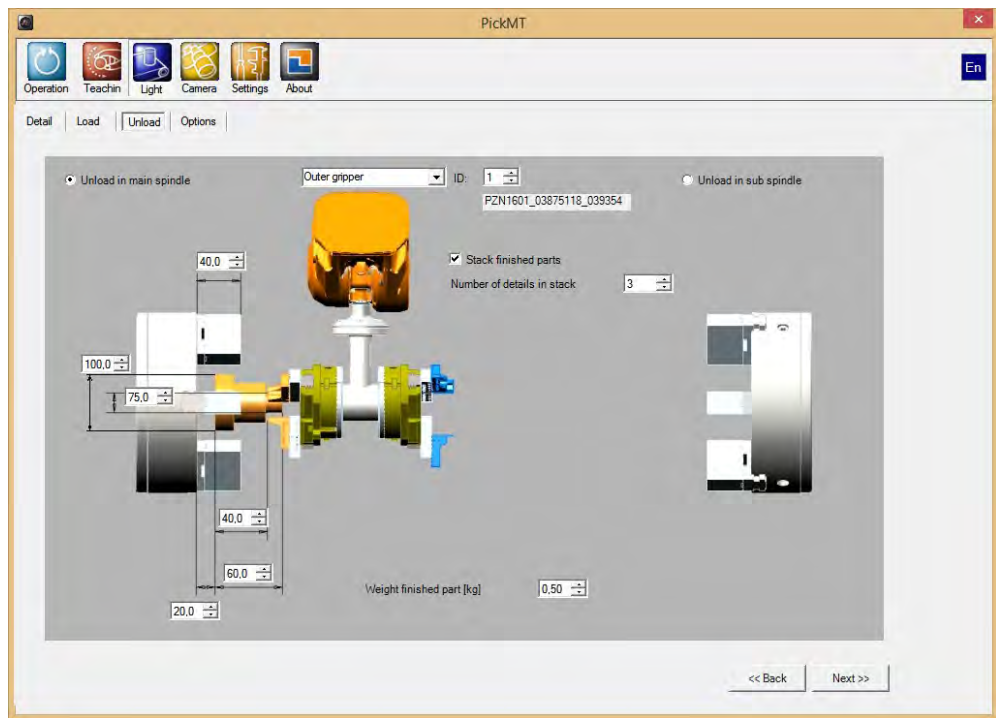 PickMT
Operation Teachin Light Camera Settings About
En
Detail Load Unload Options
Unload in main spindle Outer gripper ID: 1 Unload in sub spindle
PZN1601_03875118_039354
40,0 Stack finished parts
Number of details in stack 3
100,0
75,0
40,0
60,0 Weight finished part [kg] 0,50
20,0
<< Back Next >>